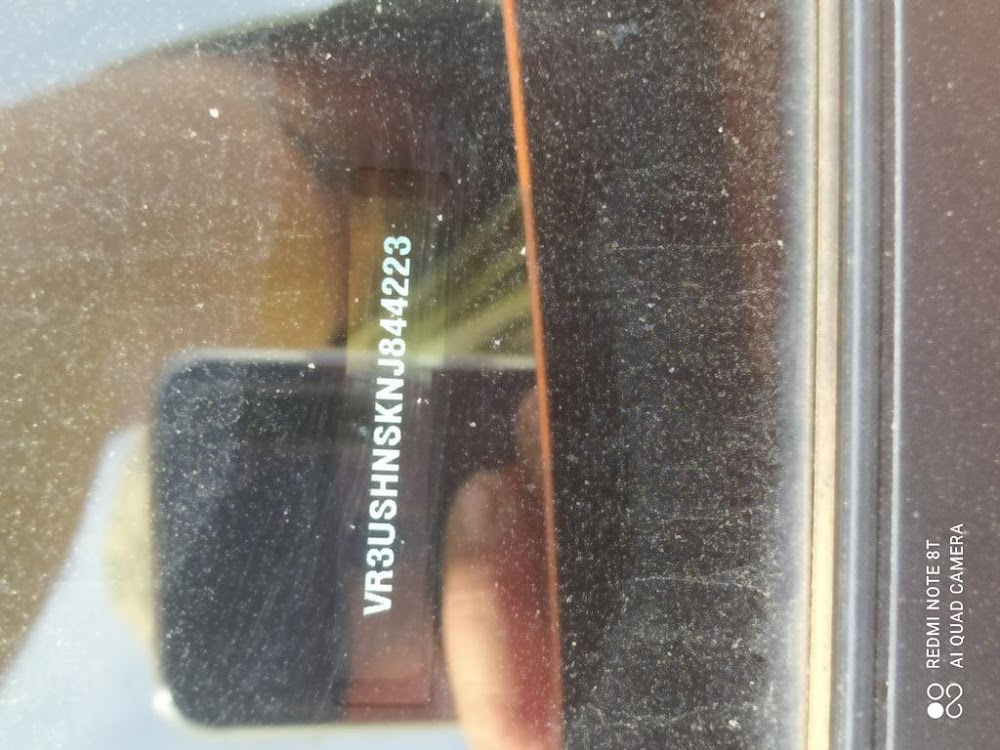 VR3USHNSKNJ844223
REDMI NOTE 8T
AI QUAD CAMERA